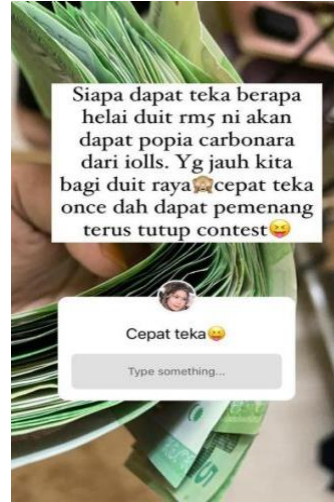 Siapa dapat teka berapa
helai duit rm5 ni akan
dapat popia carbonara
dari iolls. Yg jauh kita
bagi duit raya🙈cepat teka
once dah dapat pemenang
terus tutup contest😝
Cepat teka😝
Type something...
5